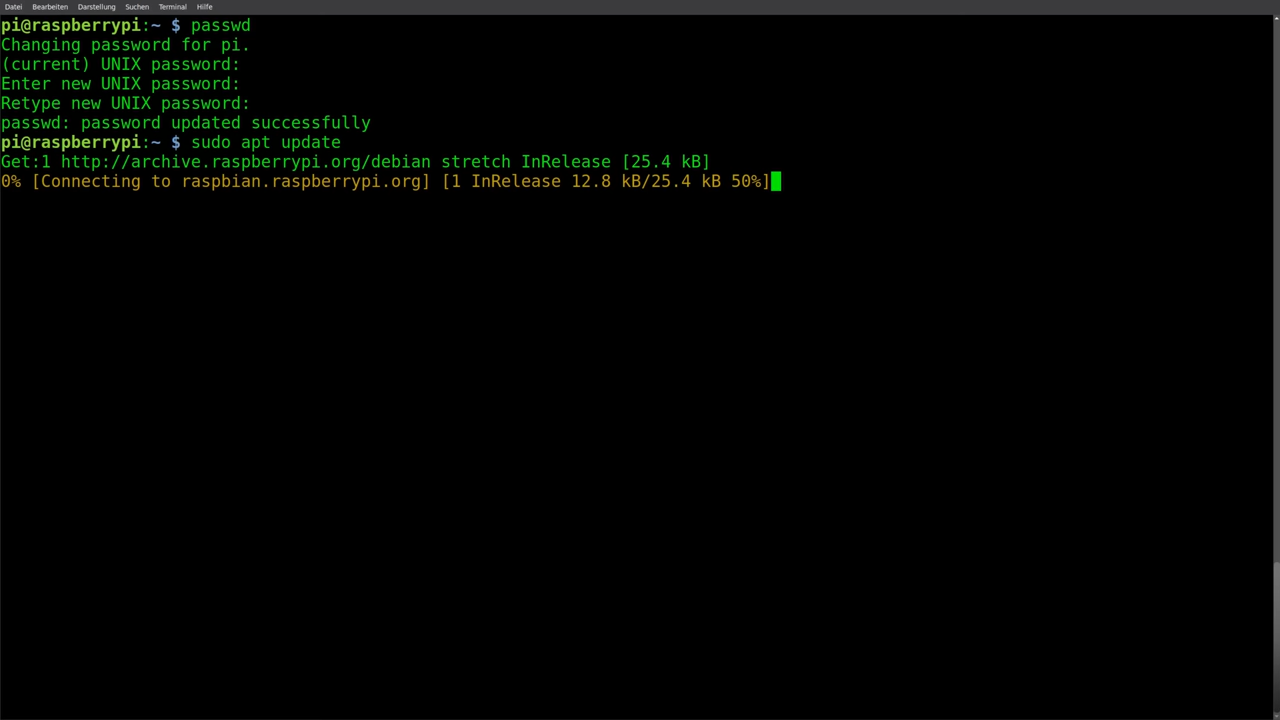 Datei Bearbeiten Darstellung Suchen Terminal Hilfe
pi@raspberrypi:~ $ passwd
Changing password for pi.
(current) UNIX password:
Enter new UNIX password:
Retype new UNIX password:
passwd: password updated successfully
pi@raspberrypi:~ $ sudo apt update
Get:1 http://archive.raspberrypi.org/debian stretch InRelease [25.4 kB]
0% [Connecting to raspbian.raspberrypi.org] [1 InRelease 12.8 kB/25.4 kB 50%]